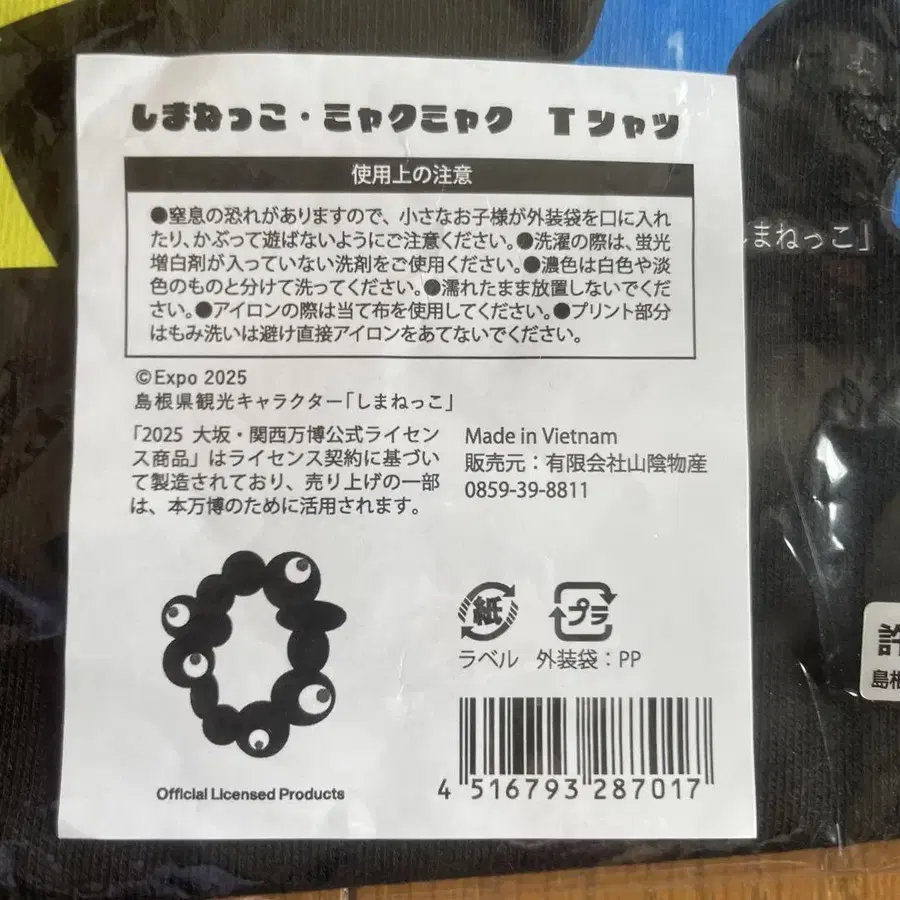 しまねっこ・ミャクミャク Tシャツ
使用上の注意
●窒息の恐れがありますので、小さなお子様が外装袋を口に入れ
たり、かぶって遊ばないようにご注意ください。●洗濯の際は、蛍光
増白剤が入っていない洗剤をご使用ください。●濃色は白色や淡
色のものと分けて洗ってください。●濡れたまま放置しないでくだ
さい。●アイロンの際は当て布を使用してください。●プリント部分
はもみ洗いは避け直接アイロンをあてないでください。
©Expo 2025
島根県観光キャラクター「しまねっこ」
「2025 大坂・関西万博公式ライセン
ス商品」はライセンス契約に基づい
て製造されており、売り上げの一部
は、本万博のために活用されます。
Made in Vietnam
販売元：有限会社山陰物産
0859-39-8811
紙
プラ
ラベル 外装袋：PP
Official Licensed Products
4 516793 287017
しまねっこ」
許
島根